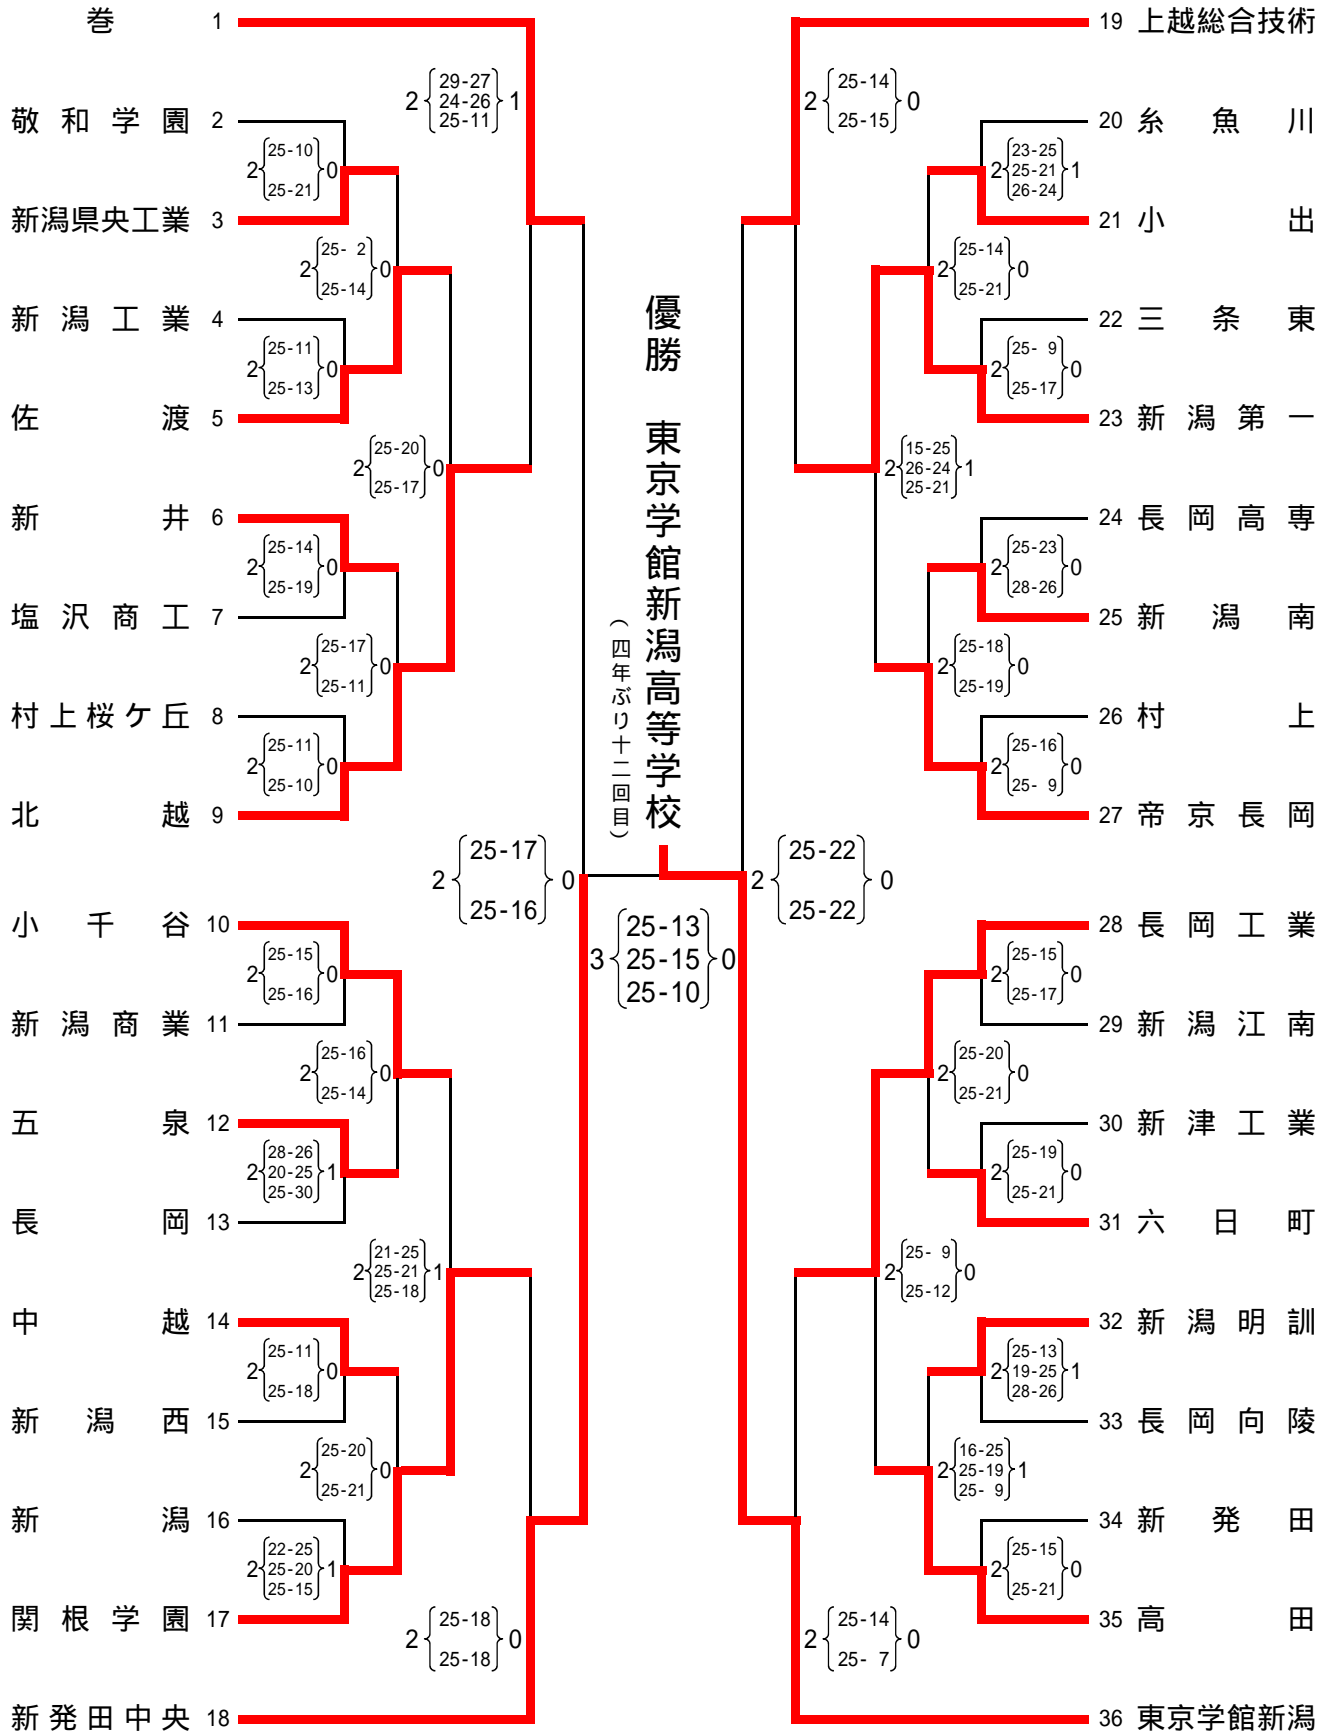 巻 1
2 29-27 24-26 25-11 1
敬和学園 2
2 25-10 25-21 0
新潟県央工業 3
2 25- 2 25-14 0
新潟工業 4
2 25-11 25-13 0
佐渡 5
2 25-20 25-17 0
新井 6
2 25-14 25-19 0
塩沢商工 7
2 25-17 25-11 0
村上桜ケ丘 8
2 25-11 25-10 0
北越 9
2 25-17 25-16 0
小千谷 10
2 25-15 25-16 0
新潟商業 11
2 25-16 25-14 0
五泉 12
2 28-26 20-25 25-30 1
長岡 13
2 21-25 25-21 25-18 1
中越 14
2 25-11 25-18 0
新潟西 15
2 25-20 25-21 0
新潟 16
2 22-25 25-20 25-15 1
関根学園 17
2 25-18 25-18 0
新発田中央 18
優勝 東京学館新潟高等学校
(四年ぶり十二回目)
3 25-13 25-15 25-10 0
19 上越総合技術
2 25-14 25-15 0
20 糸魚川
2 23-25 25-21 26-24 1
21 小出
2 25-14 25-21 0
22 三条東
2 25- 9 25-17 0
23 新潟第一
2 15-25 26-24 25-21 1
24 長岡高専
2 25-23 28-26 0
25 新潟南
2 25-18 25-19 0
26 村上
2 25-16 25- 9 0
27 帝京長岡
2 25-22 25-22 0
28 長岡工業
2 25-15 25-17 0
29 新潟江南
2 25-20 25-21 0
30 新津工業
2 25-19 25-21 0
31 六日町
2 25- 9 25-12 0
32 新潟明訓
2 25-13 19-25 28-26 1
33 長岡向陵
2 16-25 25-19 25- 9 1
34 新発田
2 25-15 25-21 0
35 高田
2 25-14 25- 7 0
36 東京学館新潟